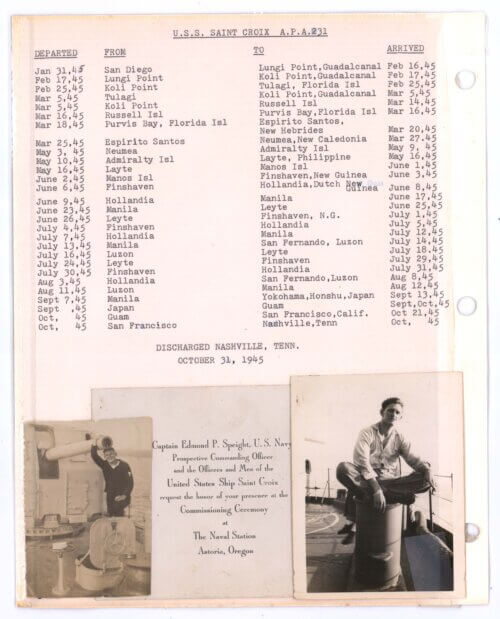 U.S.S. SAINT CROIX A.P.A.231
DEPARTED FROM TO ARRIVED
Jan 31,45 San Diego Lungi Point,Guadalcanal Feb 16,45
Feb 17,45 Lungi Point Koli Point,Guadalcanal Feb 17,45
Feb 25,45 Koli Point Tulagi, Florida Isl Feb 25,45
Mar 5,45 Tulagi Koli Point,Guadalcanal Mar 5,45
Mar 5,45 Koli Point Russell Isl Mar 14,45
Mar 16,45 Russell Isl Purvis Bay,Florida Isl Mar 16,45
Mar 18,45 Purvis Bay, Florida Isl Espirito Santos,
New Hebrides Mar 20,45
Mar 25,45 Espirito Santos Neumea,New Caledonia Mar 27,45
May 3, 45 Neumea Admiralty Isl May 9, 45
May 10,45 Admiralty Isl Layte, Philippine May 16,45
May 16,45 Layte Manos Isl June 1,45
June 2,45 Manos Isl Finshaven,New Guinea June 3,45
June 6,45 Finshaven Hollandia,Dutch New
Guinea June 8,45
June 9,45 Hollandia Manila June 17,45
June 23,45 Manila Leyte June 25,45
June 26,45 Leyte Finshaven, N.G. July 1,45
July 4,45 Finshaven Hollandia July 5,45
July 7,45 Hollandia Manila July 12,45
July 13,45 Manila San Fernando, Luzon July 14,45
July 16,45 Luzon Leyte July 18,45
July 24,45 Leyte Finshaven July 29,45
July 30,45 Finshaven Hollandia July 31,45
Aug 3,45 Hollandia San Fernando,Luzon Aug 8,45
Aug 11,45 Luzon Manila Aug 12,45
Sept 7,45 Manila Yokohama,Honshu,Japan Sept 13,45
Sept ,45 Japan Guam Sept,Oct,45
Oct, 45 Guam San Francisco,Calif. Oct 21,45
Oct, 45 San Francisco Nashville,Tenn Oct, 45
DISCHARGED NASHVILLE, TENN.
OCTOBER 31, 1945
Captain Edmond P. Speight, U.S. Navy
Prospective Commanding Officer
and the Officers and Men of the
United States Ship Saint Croix
request the honor of your presence at the
Commissioning Ceremony
at
The Naval Station
Astoria, Oregon